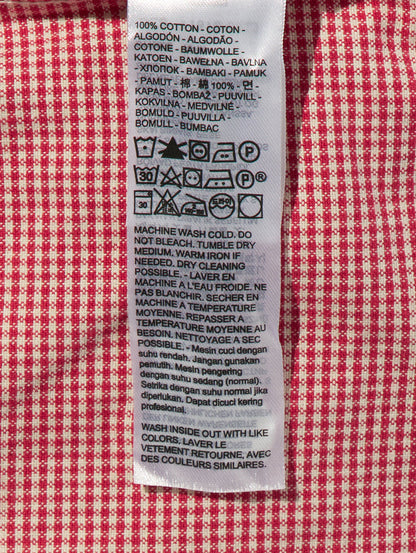 100% COTTON - COTON -
ALGODÓN - ALGODÃO -
COTONE - BAUMWOLLE -
KATOEN - BAWEŁNA - BAVLNA
- ХЛОПОК - BAMBAKI - PAMUK
- PAMUT - 棉 - 綿 100% - 면 -
KAPAS - BOMBAŽ - PUUVILL -
KOKVILNA - MEDVILNĖ -
BOMULD - PUUVILLA -
BOMULL - BUMBAC
P
30 P®
30
MACHINE WASH COLD. DO
NOT BLEACH. TUMBLE DRY
MEDIUM. WARM IRON IF
NEEDED. DRY CLEANING
POSSIBLE. - LAVER EN
MACHINE A L'EAU FROIDE. NE
PAS BLANCHIR. SECHER EN
MACHINE A TEMPERATURE
MOYENNE. REPASSER A
TEMPERATURE MOYENNE AU
BESOIN. NETTOYAGE A SEC
POSSIBLE. - Mesin cuci dengan
suhu rendah. Jangan gunakan
pemutih. Mesin pengering
dengan suhu sedang (normal).
Setrika dengan suhu normal jika
diperlukan. Dapat dicuci kering
profesional.
WASH INSIDE OUT WITH LIKE
COLORS. LAVER LE
VETEMENT RETOURNE, AVEC
DES COULEURS SIMILAIRES.